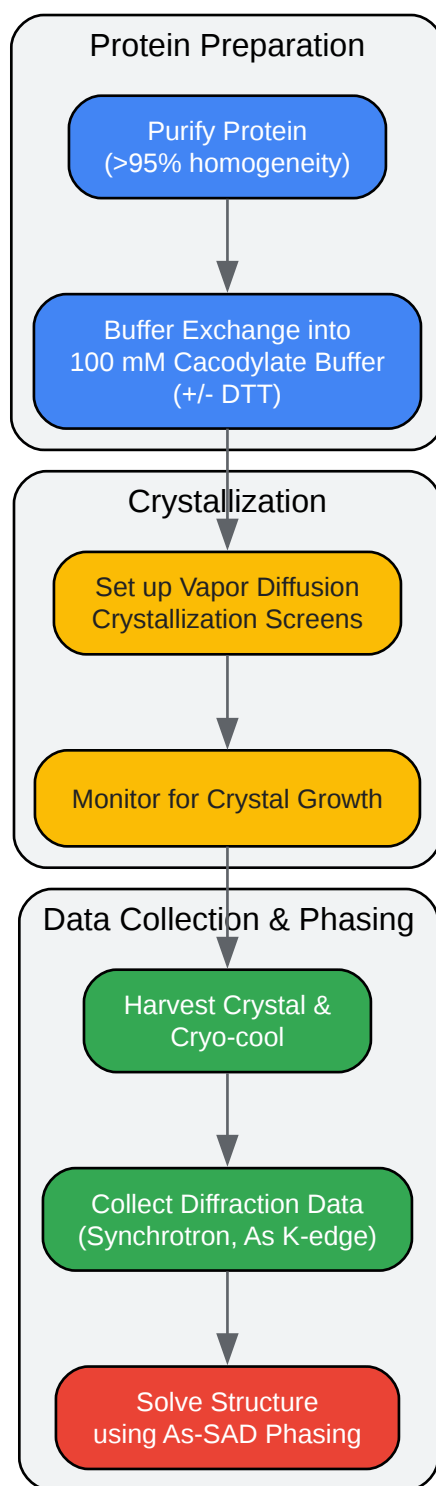 Protein Preparation
Purify Protein
(>95% homogeneity)
Buffer Exchange into
100 mM Cacodylate Buffer
(+/- DTT)
Crystallization
Set up Vapor Diffusion
Crystallization Screens
Monitor for Crystal Growth
Data Collection & Phasing
Harvest Crystal &
Cryo-cool
Collect Diffraction Data
(Synchrotron, As K-edge)
Solve Structure
using As-SAD Phasing